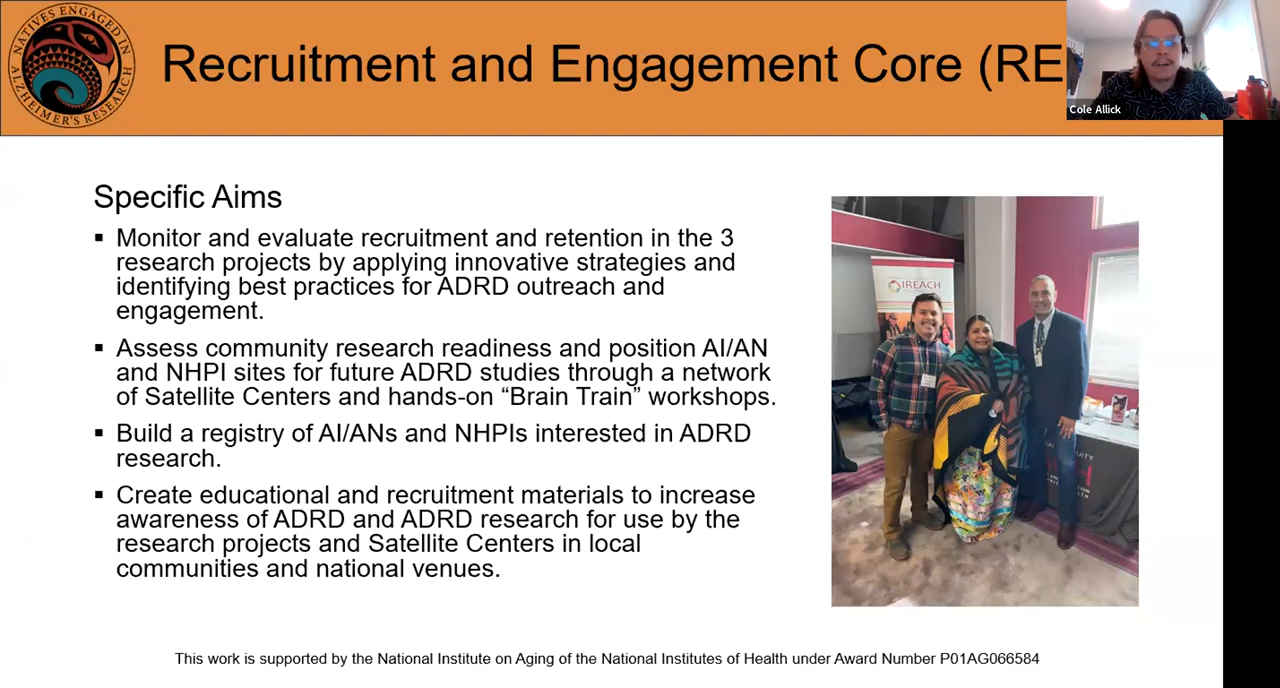 NATIVES ENGAGED IN
ALZHEIMER'S RESEARCH
Recruitment and Engagement Core (RE
Cole Allick
Specific Aims
▪ Monitor and evaluate recruitment and retention in the 3
research projects by applying innovative strategies and
identifying best practices for ADRD outreach and
engagement.
▪ Assess community research readiness and position AI/AN
and NHPI sites for future ADRD studies through a network
of Satellite Centers and hands-on “Brain Train” workshops.
▪ Build a registry of AI/ANs and NHPIs interested in ADRD
research.
▪ Create educational and recruitment materials to increase
awareness of ADRD and ADRD research for use by the
research projects and Satellite Centers in local
communities and national venues.
IREACH
This work is supported by the National Institute on Aging of the National Institutes of Health under Award Number P01AG066584